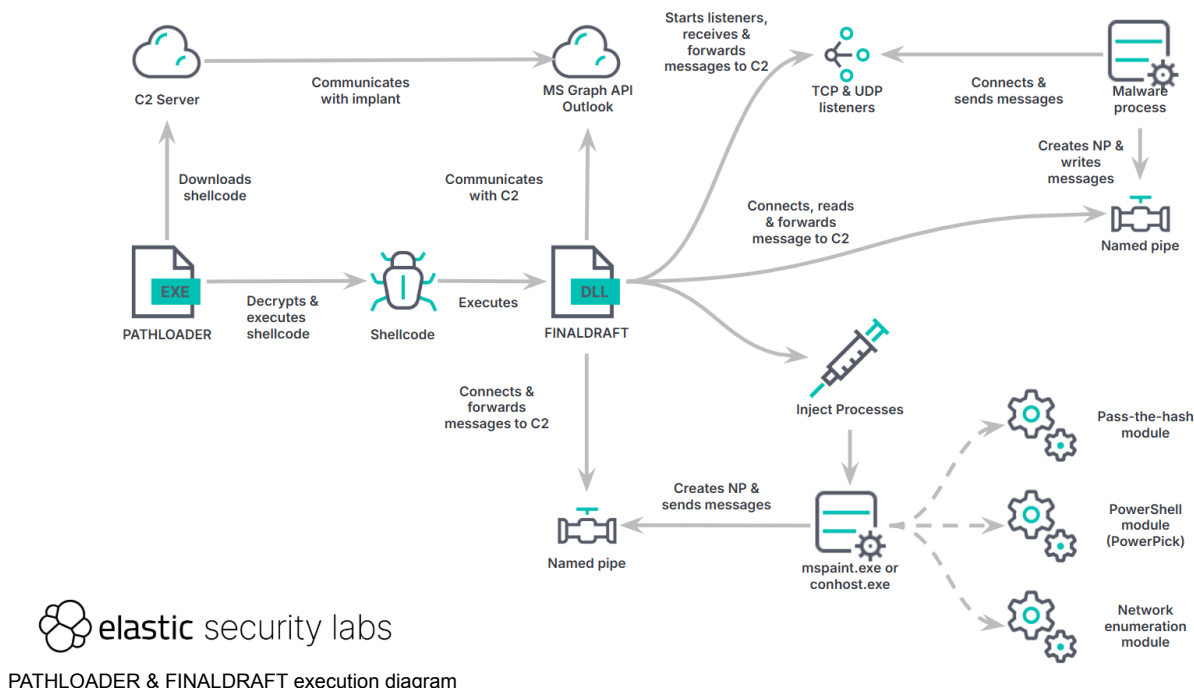 Starts listeners,
receives &
forwards
messages to C2
C2 Server
Communicates
with implant
MS Graph API
Outlook
TCP & UDP
listeners
Connects &
sends messages
Malware
process
Downloads
shellcode
Communicates
with C2
Creates NP &
writes
messages
Connects, reads
& forwards
message to C2
Named pipe
EXE
PATHLOADER
Decrypts &
executes
shellcode
Shellcode
Executes
DLL
FINALDRAFT
Connects &
forwards
messages to C2
Inject Processes
Pass-the-hash
module
Creates NP &
sends messages
Named pipe
mspaint.exe or
conhost.exe
PowerShell
module
(PowerPick)
Network
enumeration
module
elastic security labs
PATHLOADER & FINALDRAFT execution diagram